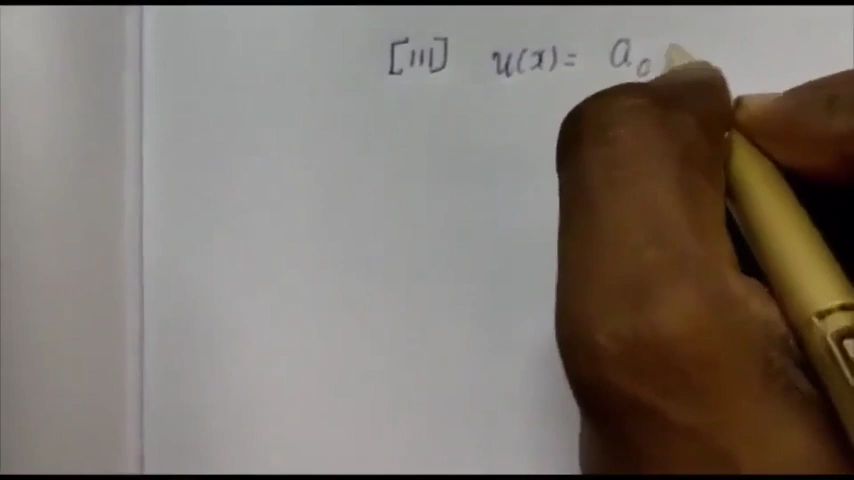 [III] u(x) = a₀